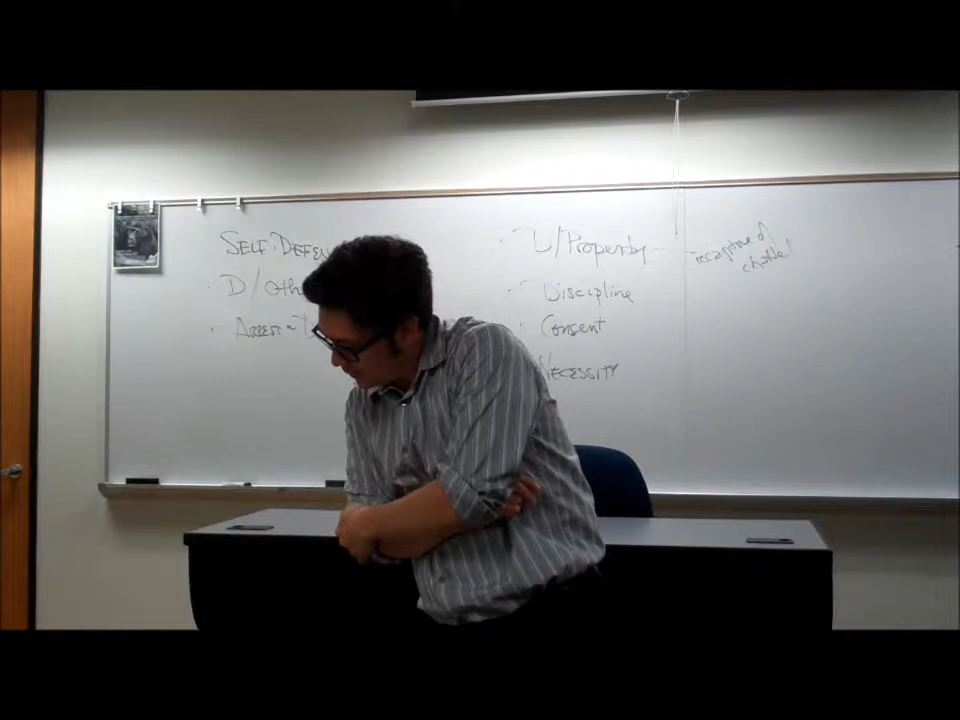 SELF-DEFEN
D/Oth
ARREST
D/Property - recapture of
chattel
Discipline
Consent
NECESSITY